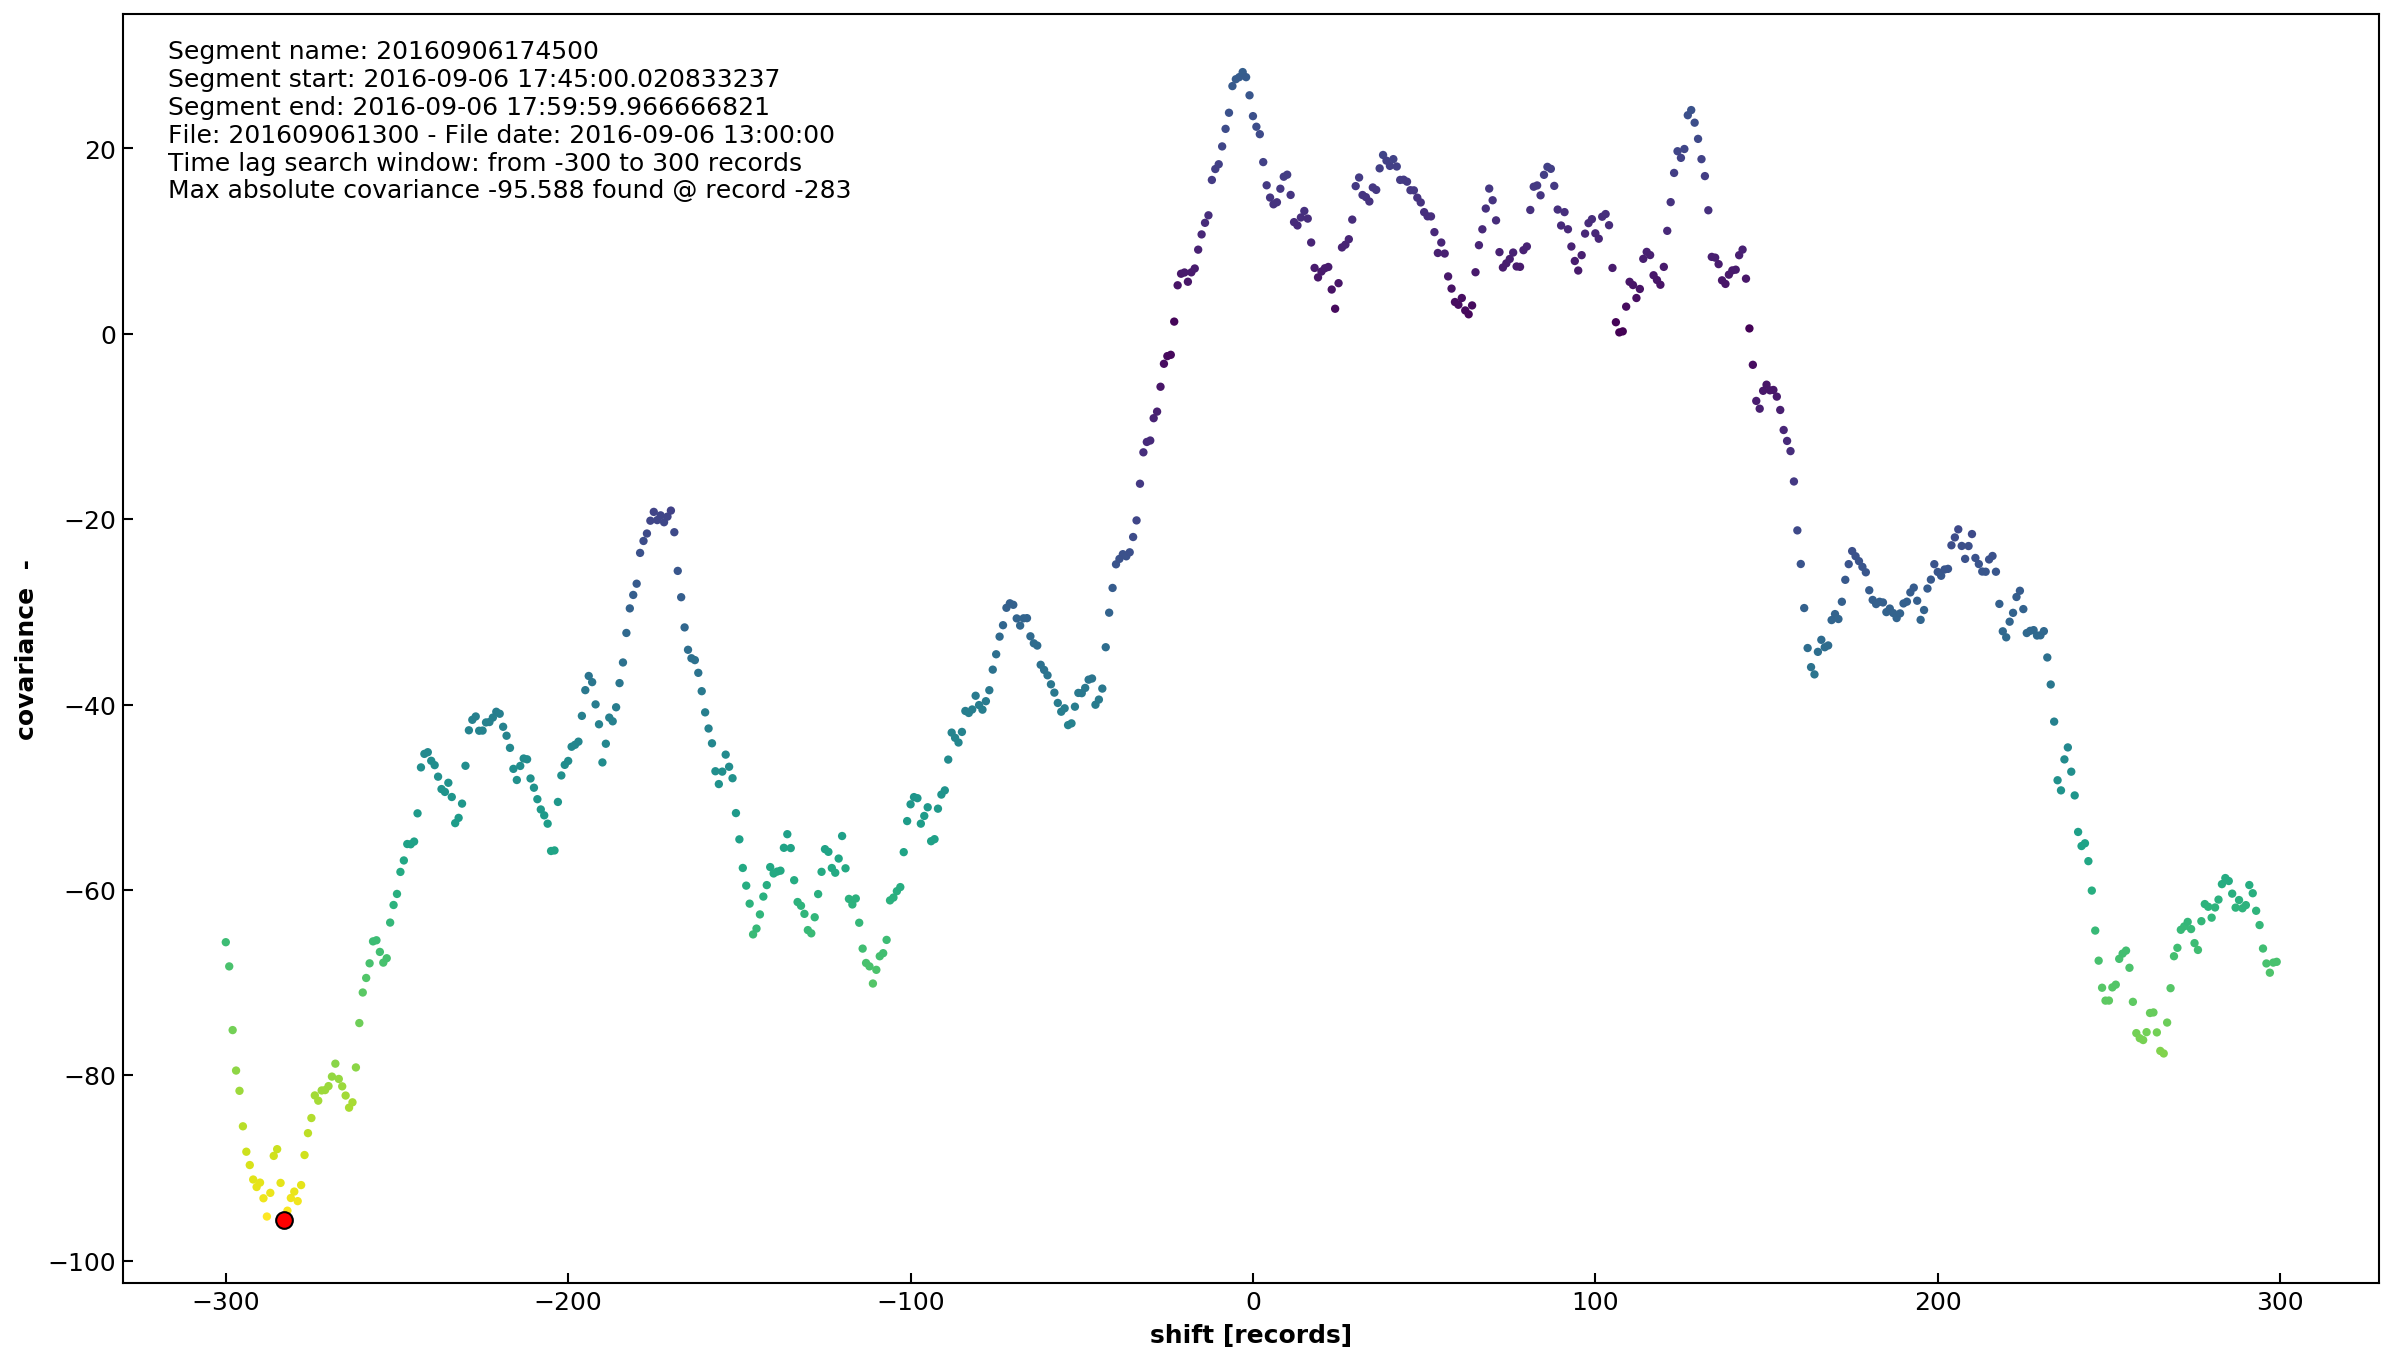 Segment name: 20160906174500
Segment start: 2016-09-06 17:45:00.020833237
Segment end: 2016-09-06 17:59:59.966666821
File: 201609061300 - File date: 2016-09-06 13:00:00
Time lag search window: from -300 to 300 records
Max absolute covariance -95.588 found @ record -283
20
0
−20
−40
−60
−80
−100
covariance -
−300
−200
−100
0
100
200
300
shift [records]